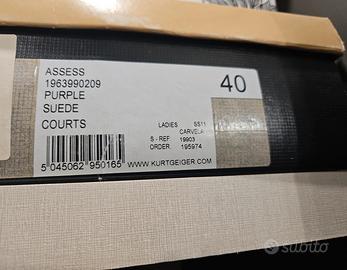 ASSESS
1963990209
PURPLE
SUEDE
COURTS
40
LADIES SS11
CARVELA
S - REF. 19903
ORDER. 195974
5 045062 950165
WWW.KURTGEIGER.COM
subito